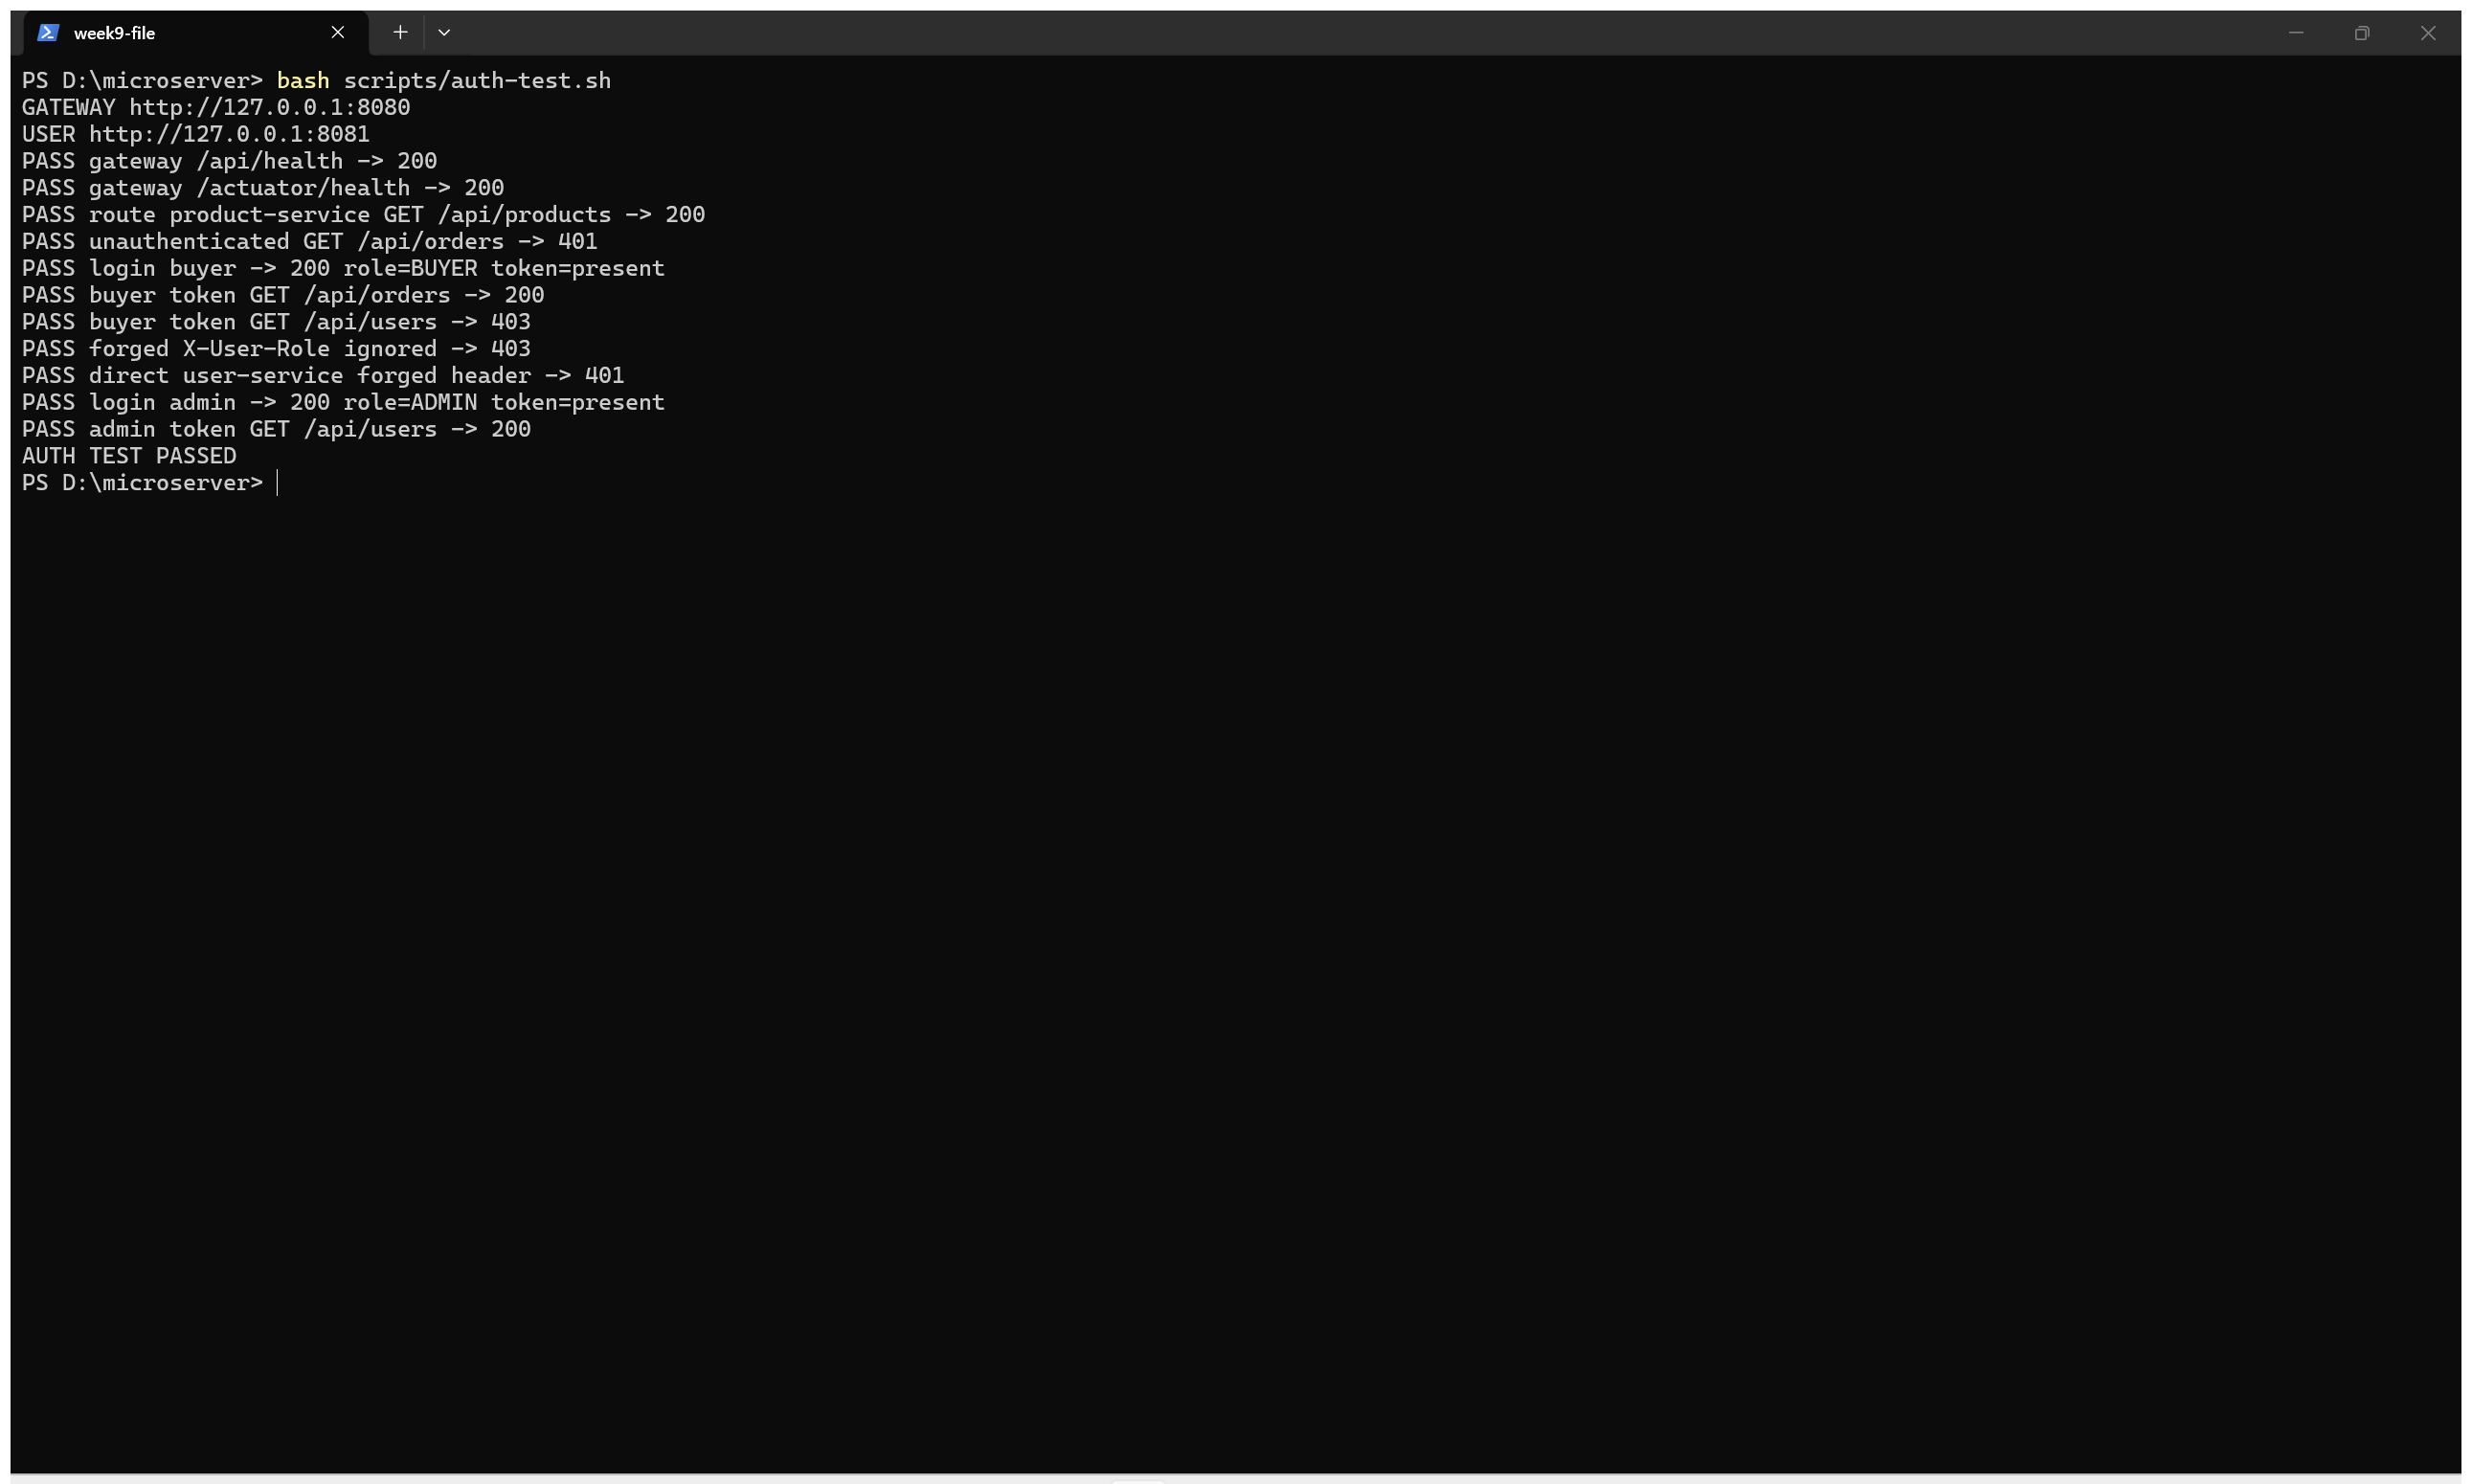 week9-file
PS D:\microserver> bash scripts/auth-test.sh
GATEWAY http://127.0.0.1:8080
USER http://127.0.0.1:8081
PASS gateway /api/health -> 200
PASS gateway /actuator/health -> 200
PASS route product-service GET /api/products -> 200
PASS unauthenticated GET /api/orders -> 401
PASS login buyer -> 200 role=BUYER token=present
PASS buyer token GET /api/orders -> 200
PASS buyer token GET /api/users -> 403
PASS forged X-User-Role ignored -> 403
PASS direct user-service forged header -> 401
PASS login admin -> 200 role=ADMIN token=present
PASS admin token GET /api/users -> 200
AUTH TEST PASSED
PS D:\microserver>